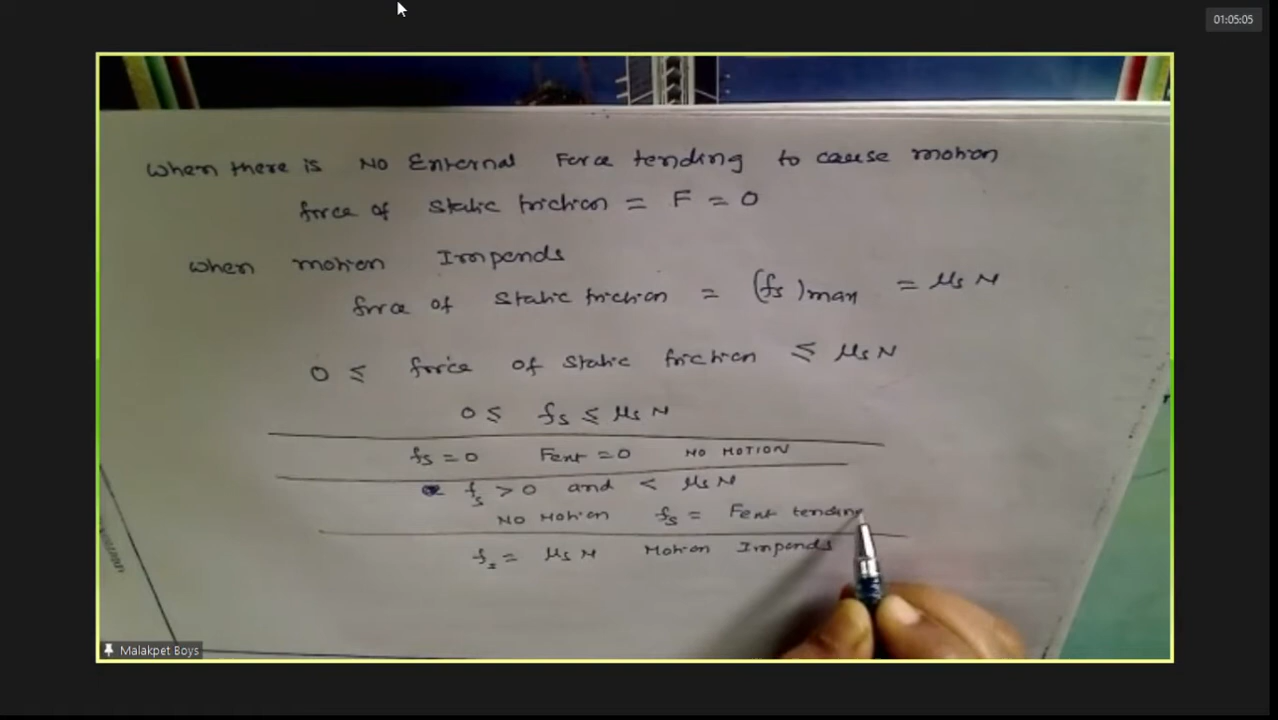 01:05:05
When there is NO External Force tending to cause motion
force of Static friction = F = 0
When motion Impends
force of Static friction = (fs)max = μs N
0 ≤ force of Static friction ≤ μs N
0 ≤ fs ≤ μs N
fs = 0 Fext = 0 NO MOTION
fs > 0 and < μs N
NO Motion fs = Fext tending
fs = μs N Motion Impends
Malakpet Boys